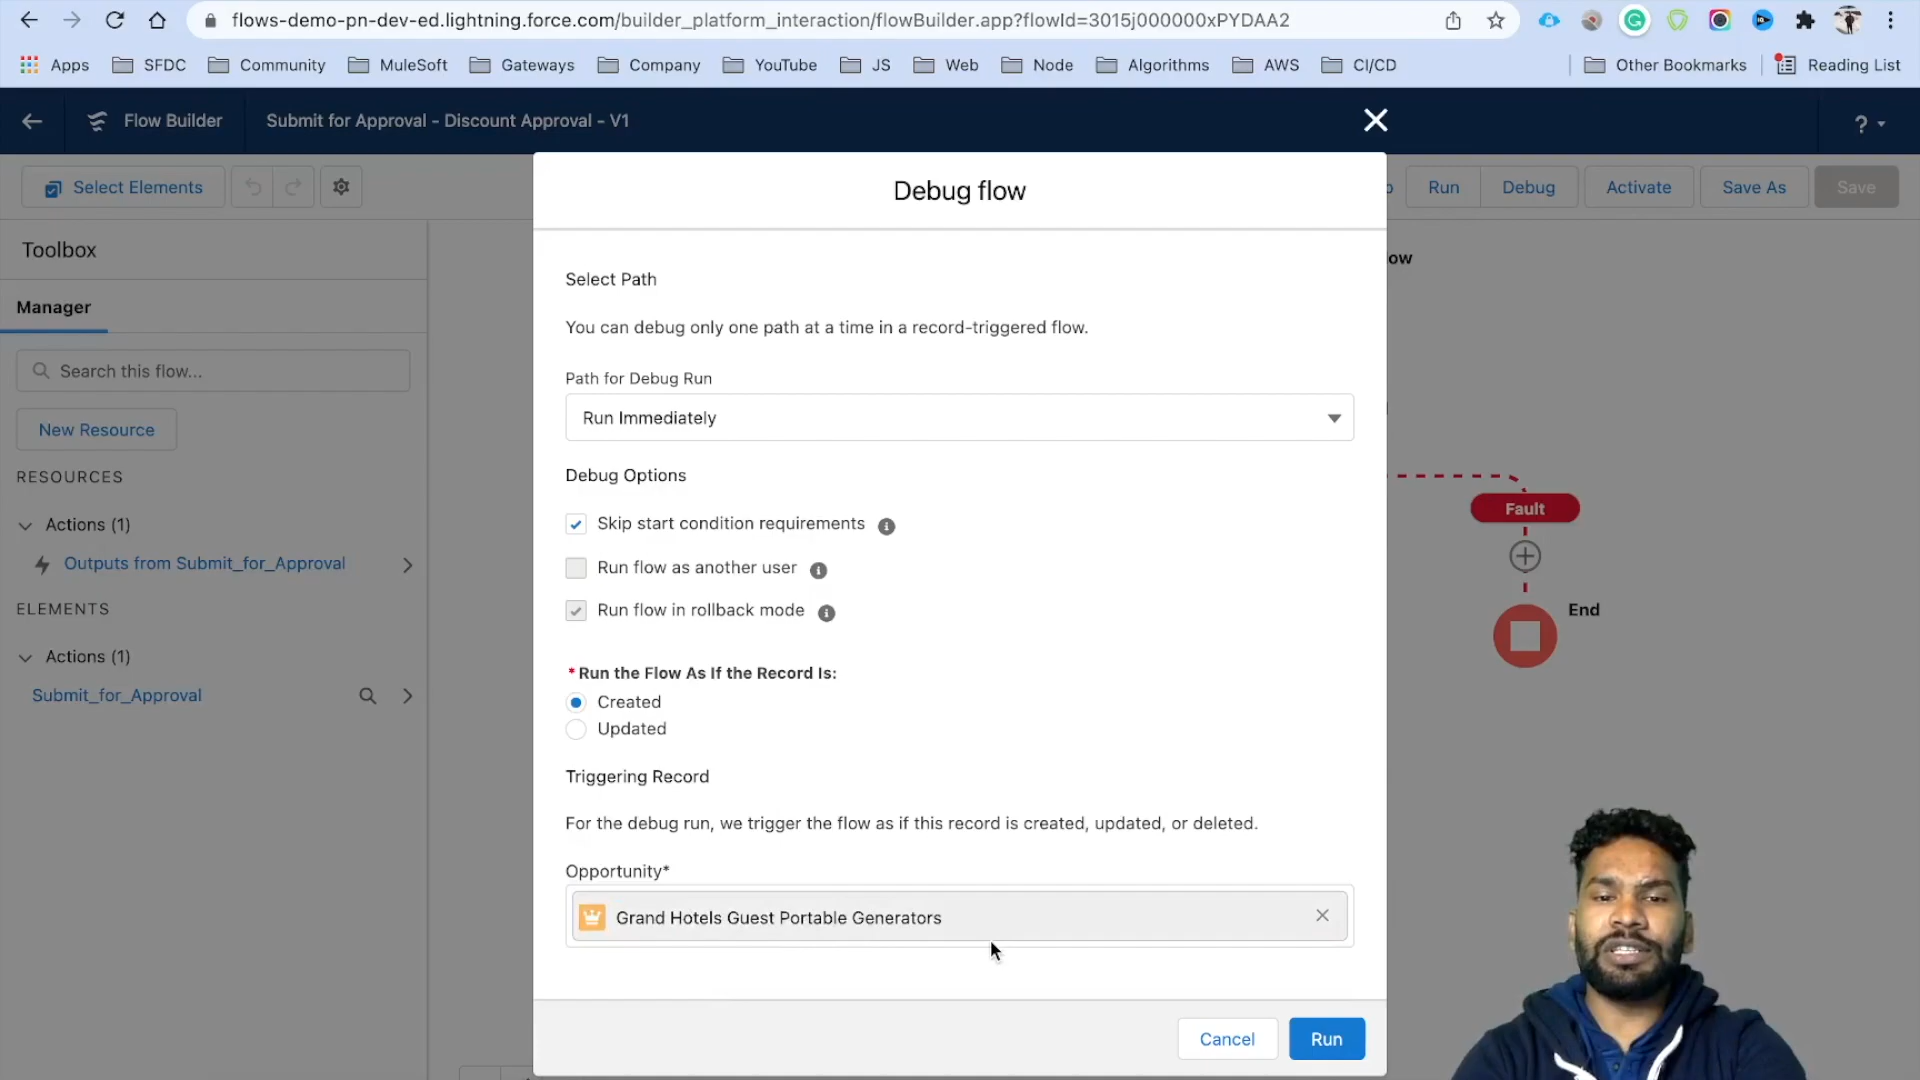 flows-demo-pn-dev-ed.lightning.force.com/builder_platform_interaction/flowBuilder.app?flowId=3015j000000xPYDAA2
Apps SFDC Community MuleSoft Gateways Company YouTube JS Web Node Algorithms AWS CI/CD Other Bookmarks Reading List
Flow Builder Submit for Approval - Discount Approval - V1 ?
Select Elements Run Debug Activate Save As Save
Debug flow
Toolbox
Manager
Search this flow...
New Resource
RESOURCES
Actions (1)
Outputs from Submit_for_Approval
ELEMENTS
Actions (1)
Submit_for_Approval
Select Path
You can debug only one path at a time in a record-triggered flow.
Path for Debug Run
Run Immediately
Debug Options
Skip start condition requirements
Run flow as another user
Run flow in rollback mode
*Run the Flow As If the Record Is:
Created
Updated
Triggering Record
For the debug run, we trigger the flow as if this record is created, updated, or deleted.
Opportunity*
Grand Hotels Guest Portable Generators
Cancel Run
ow
Fault
End